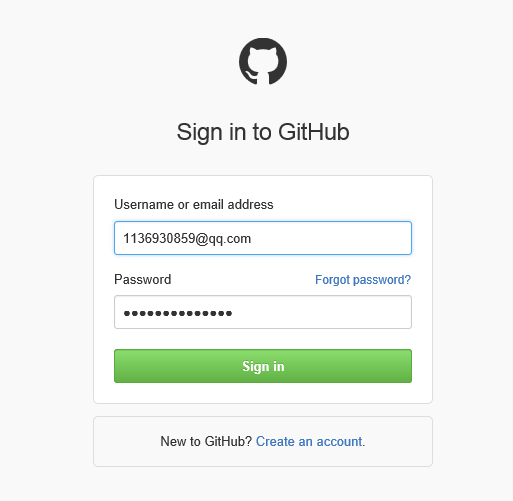 Sign in to GitHub
Username or email address
1136930859@qq.com
Password Forgot password?
●●●●●●●●●●●●●●
Sign in
New to GitHub? Create an account.